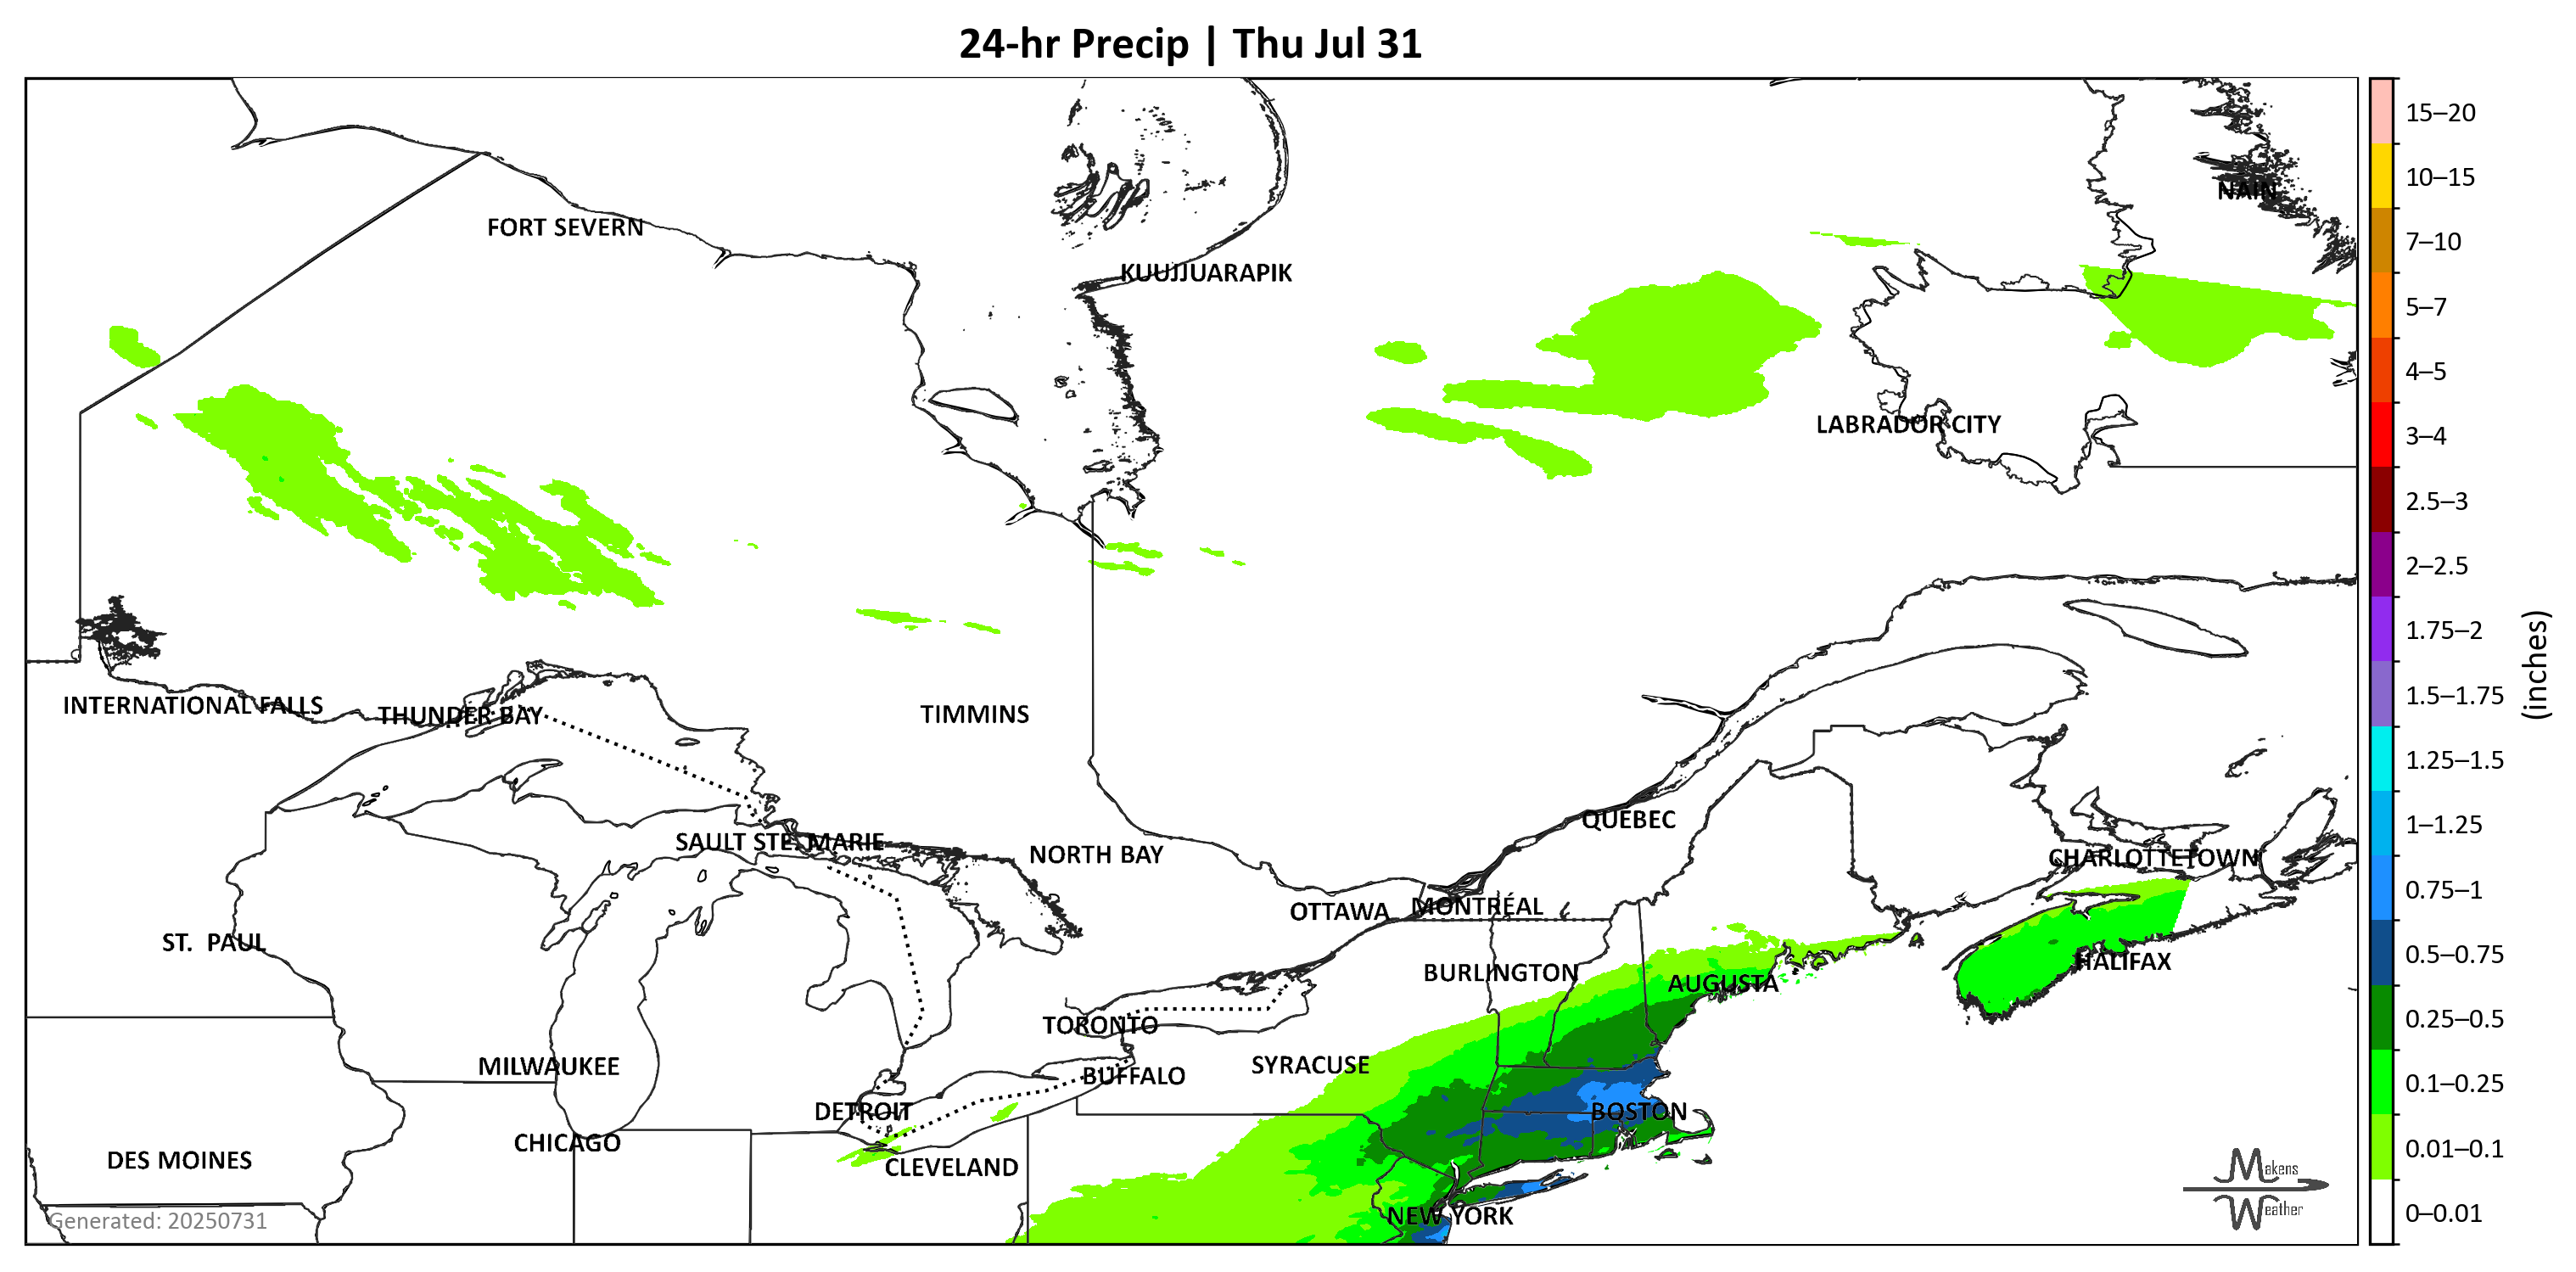 24-hr Precip | Thu Jul 31
NAIN
FORT SEVERN
KUUJJUARAPIK
LABRADOR CITY
INTERNATIONAL FALLS
THUNDER BAY
TIMMINS
QUEBEC
SAULT STE. MARIE
NORTH BAY
CHARLOTTETOWN
OTTAWA
MONTRÉAL
ST. PAUL
HALIFAX
BURLINGTON
AUGUSTA
TORONTO
SYRACUSE
MILWAUKEE
BUFFALO
DETROIT
BOSTON
CHICAGO
DES MOINES
CLEVELAND
NEW YORK
Generated: 20250731
Makens
Weather
15–20
10–15
7–10
5–7
4–5
3–4
2.5–3
2–2.5
1.75–2
1.5–1.75
1.25–1.5
1–1.25
0.75–1
0.5–0.75
0.25–0.5
0.1–0.25
0.01–0.1
0–0.01
(inches)